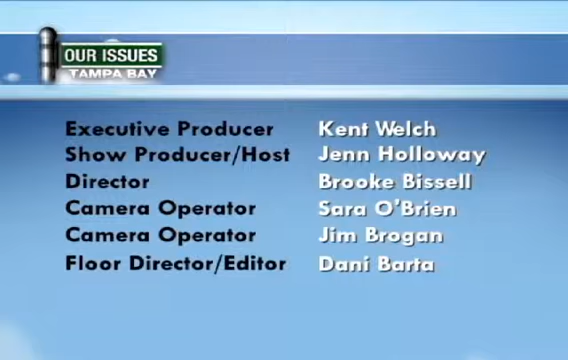 OUR ISSUES
TAMPA BAY
Executive Producer Kent Welch
Show Producer/Host Jenn Holloway
Director Brooke Bissell
Camera Operator Sara O'Brien
Camera Operator Jim Brogan
Floor Director/Editor Dani Barta